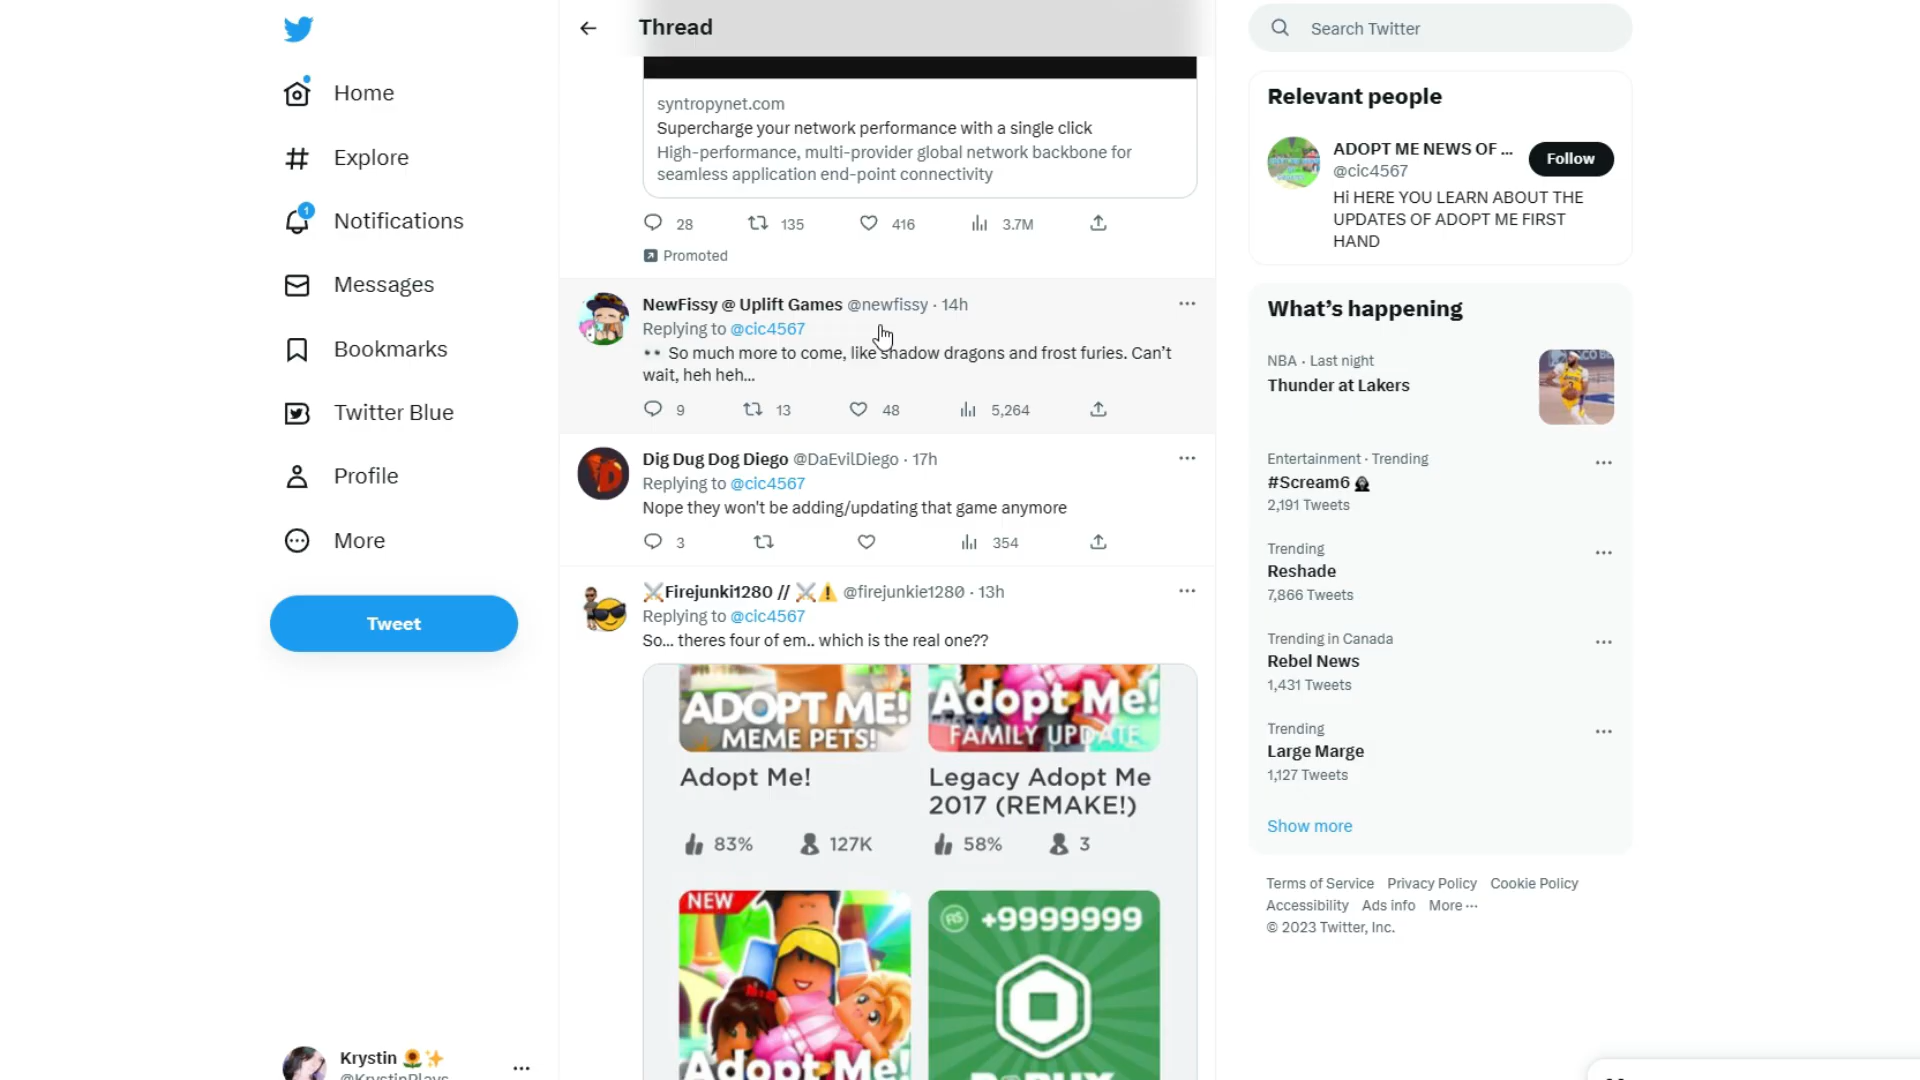 Home
Explore
1
Notifications
Messages
Bookmarks
Twitter Blue
Profile
More
Tweet
Krystin
@KrystinPlays
Thread
syntropynet.com
Supercharge your network performance with a single click
High-performance, multi-provider global network backbone for
seamless application end-point connectivity
28 135 416 3.7M
Promoted
NewFissy @ Uplift Games @newfissy · 14h
Replying to @cic4567
👀 So much more to come, like shadow dragons and frost furies. Can’t
wait, heh heh...
9 13 48 5,264
Dig Dug Dog Diego @DaEvilDiego · 17h
Replying to @cic4567
Nope they won't be adding/updating that game anymore
3 354
⚔️Firejunki1280 // ⚔️⚠️ @firejunkie1280 · 13h
Replying to @cic4567
So... theres four of em.. which is the real one??
ADOPT ME!
MEME PETS!
Adopt Me!
FAMILY UPDATE
Adopt Me!
83% 127K
Legacy Adopt Me
2017 (REMAKE!)
58% 3
NEW
Adopt Me!
R$ +9999999
ROBUX
Search Twitter
Relevant people
ADOPT ME NEWS OF ...
@cic4567
Follow
Hi HERE YOU LEARN ABOUT THE
UPDATES OF ADOPT ME FIRST
HAND
What’s happening
NBA · Last night
Thunder at Lakers
Entertainment · Trending
#Scream6
2,191 Tweets
Trending
Reshade
7,866 Tweets
Trending in Canada
Rebel News
1,431 Tweets
Trending
Large Marge
1,127 Tweets
Show more
Terms of Service Privacy Policy Cookie Policy
Accessibility Ads info More ···
© 2023 Twitter, Inc.